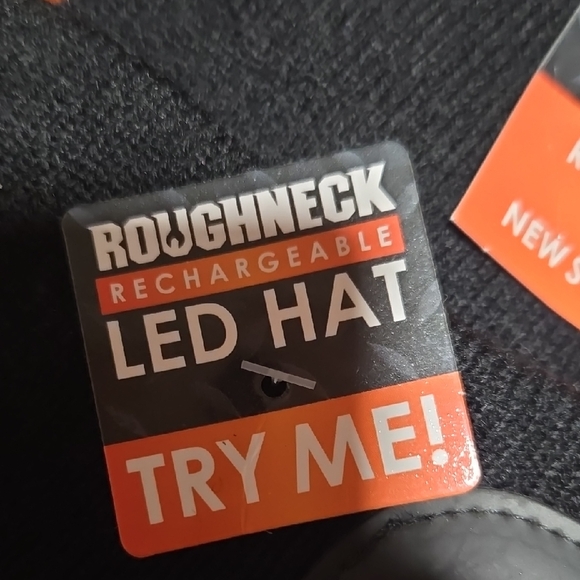 ROUGHNECK
RECHARGEABLE
LED HAT
TRY ME!
NEW